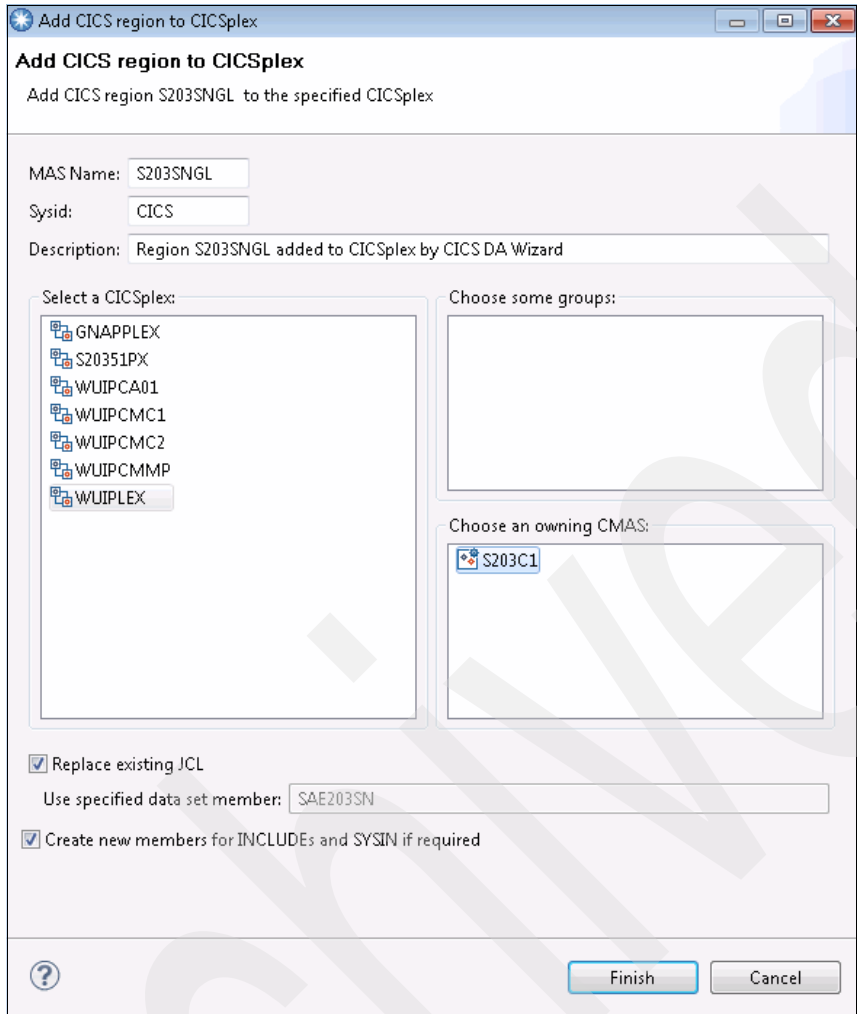 Add CICS region to CICSplex
Add CICS region to CICSplex
Add CICS region S203SNGL to the specified CICSplex
MAS Name: S203SNGL
Sysid: CICS
Description: Region S203SNGL added to CICSplex by CICS DA Wizard
Select a CICSplex:
GNAPPLEX
S20351PX
WUIPCA01
WUIPCMC1
WUIPCMC2
WUIPCMMP
WUIPLEX
Choose some groups:
Choose an owning CMAS:
S203C1
Replace existing JCL
Use specified data set member: SAE203SN
Create new members for INCLUDEs and SYSIN if required
?
Finish
Cancel